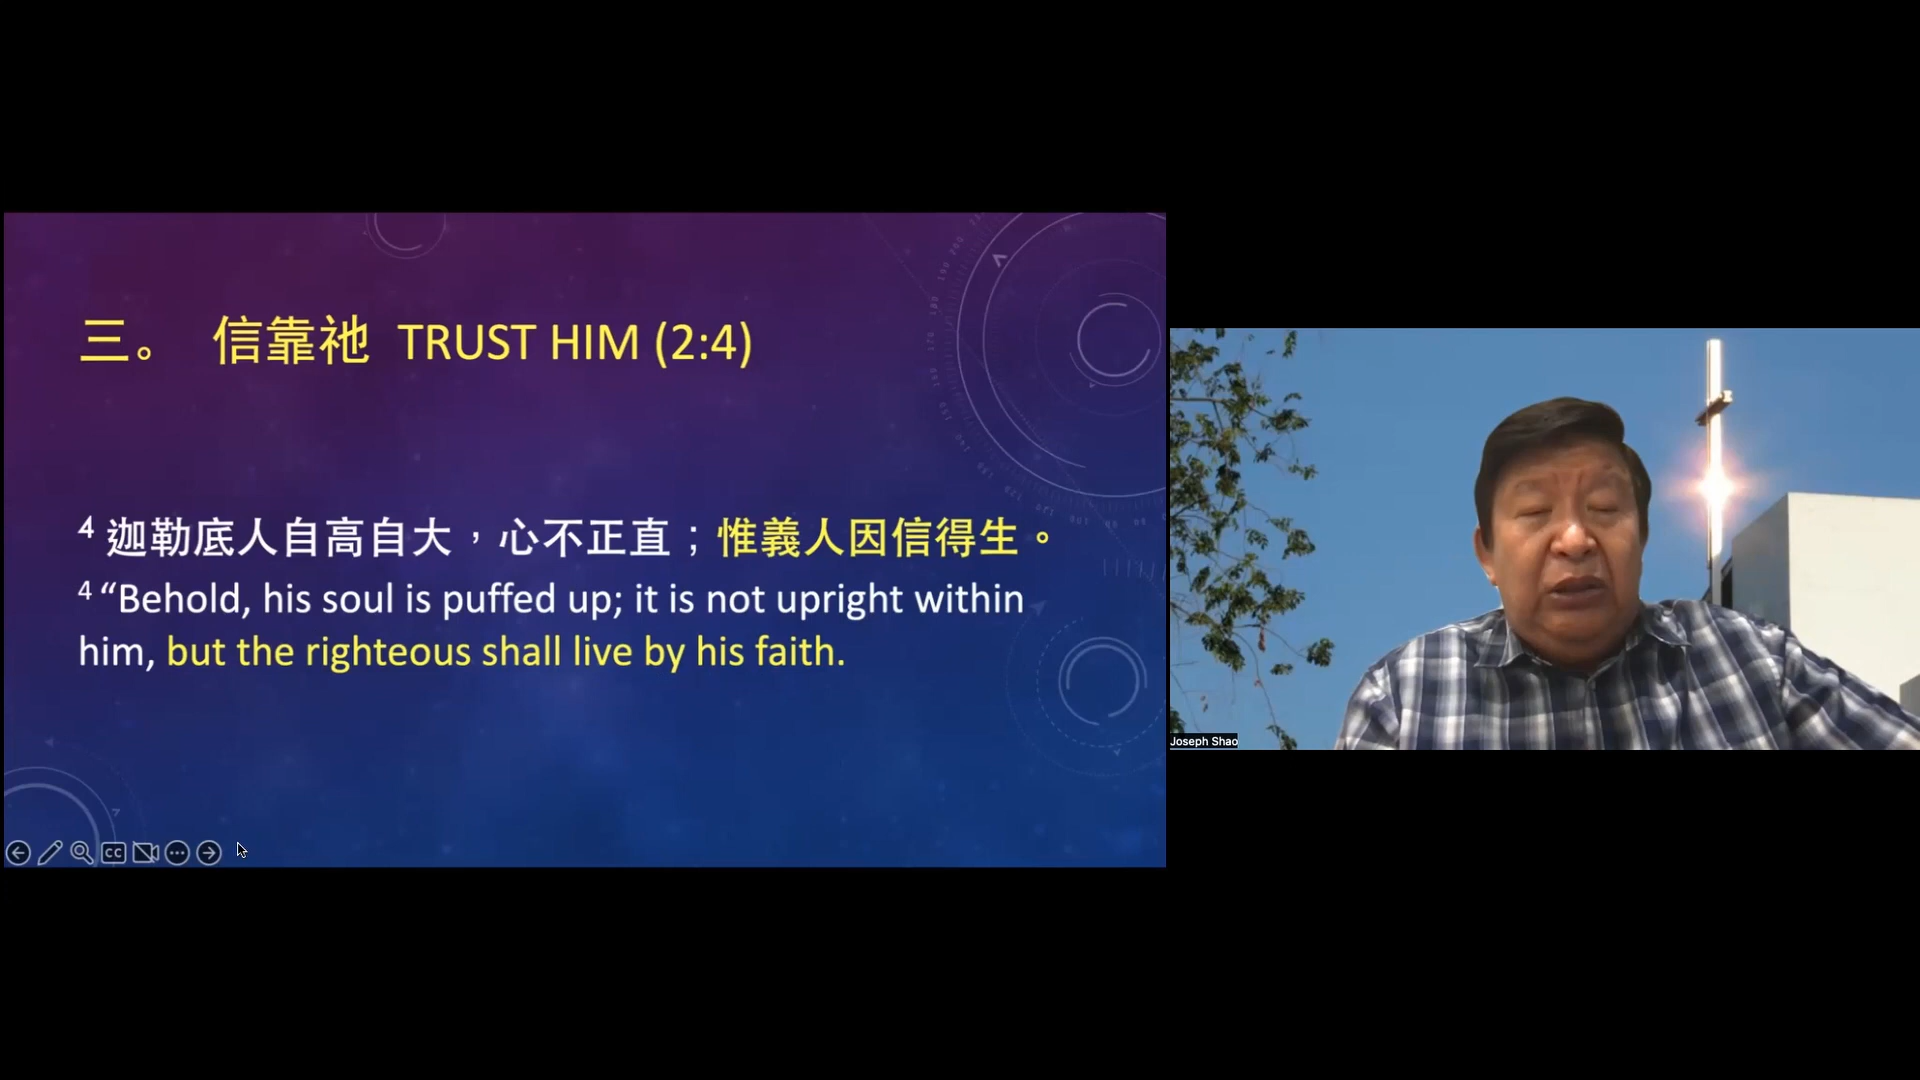 三。 信靠祂 TRUST HIM (2:4)
4 迦勒底人自高自大，心不正直；惟義人因信得生。
4 “Behold, his soul is puffed up; it is not upright within
him, but the righteous shall live by his faith.
CC
Joseph Shao